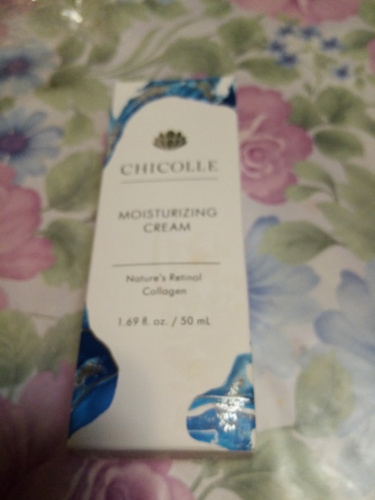 CHICOLLE
MOISTURIZING
CREAM
Nature's Retinol
Collagen
1.69 fl. oz. / 50 mL